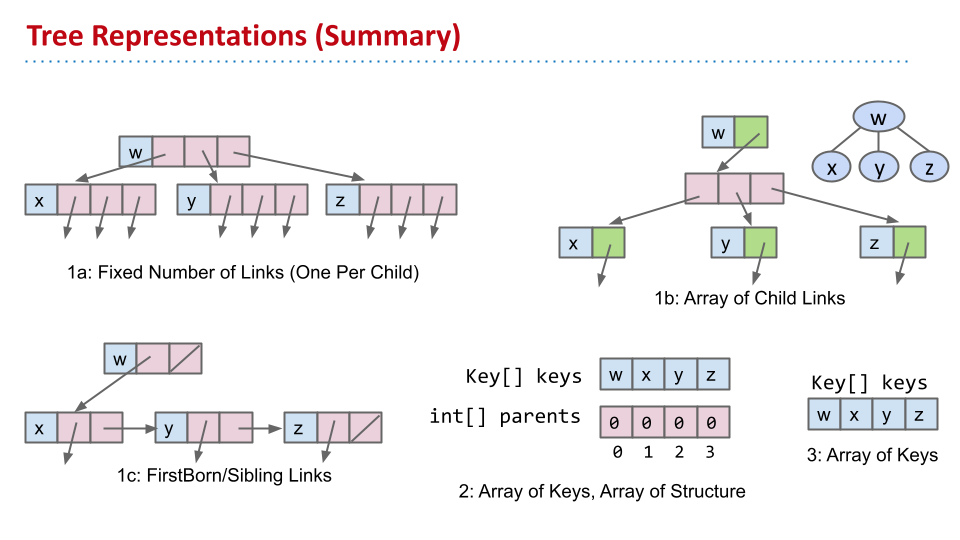 Tree Representations (Summary)
w
x
y
z
1a: Fixed Number of Links (One Per Child)
w
x
y
z
1b: Array of Child Links
w
x y z
w
x
y
z
1c: FirstBorn/Sibling Links
Key[] keys w x y z
int[] parents 0 0 0 0
0 1 2 3
2: Array of Keys, Array of Structure
Key[] keys
w x y z
3: Array of Keys